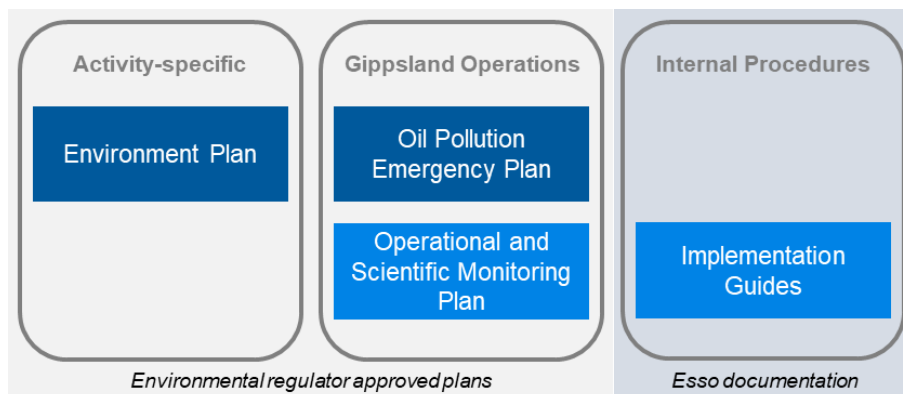 Activity-specific
Environment Plan
Gippsland Operations
Oil Pollution
Emergency Plan
Operational and
Scientific Monitoring
Plan
Internal Procedures
Implementation
Guides
Environmental regulator approved plans
Esso documentation